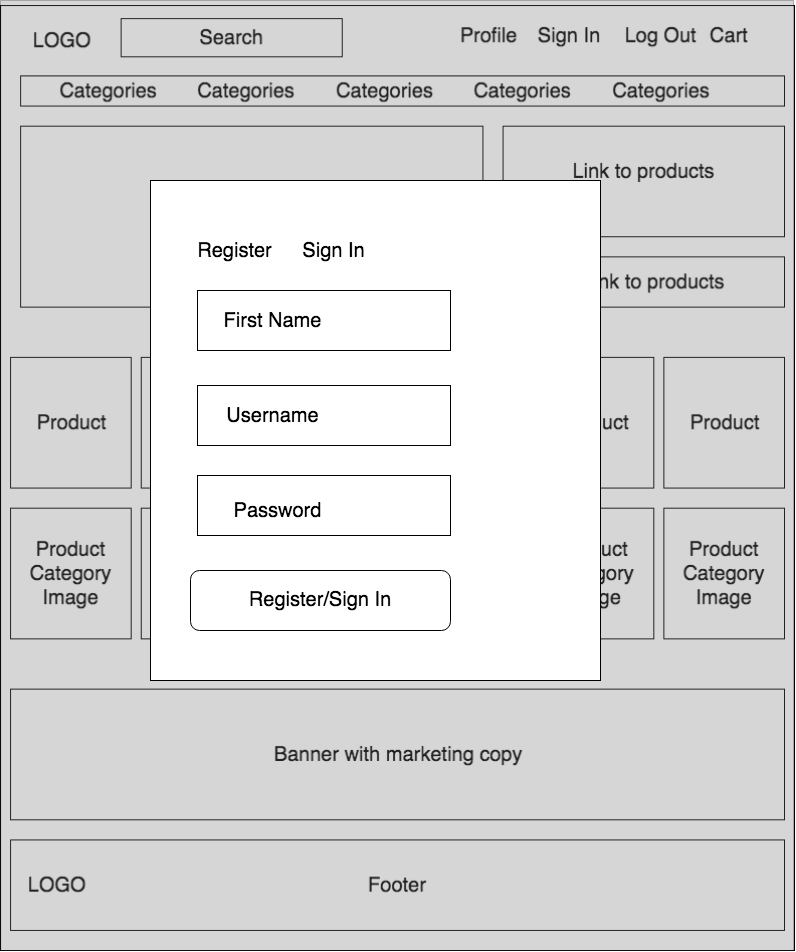 LOGO
Search
Profile Sign In Log Out Cart
Categories Categories Categories Categories Categories
Link to products
nk to products
Register Sign In
First Name
Username
Password
Register/Sign In
Product
uct
Product
Product
Category
Image
uct
gory
ge
Product
Category
Image
Banner with marketing copy
LOGO
Footer